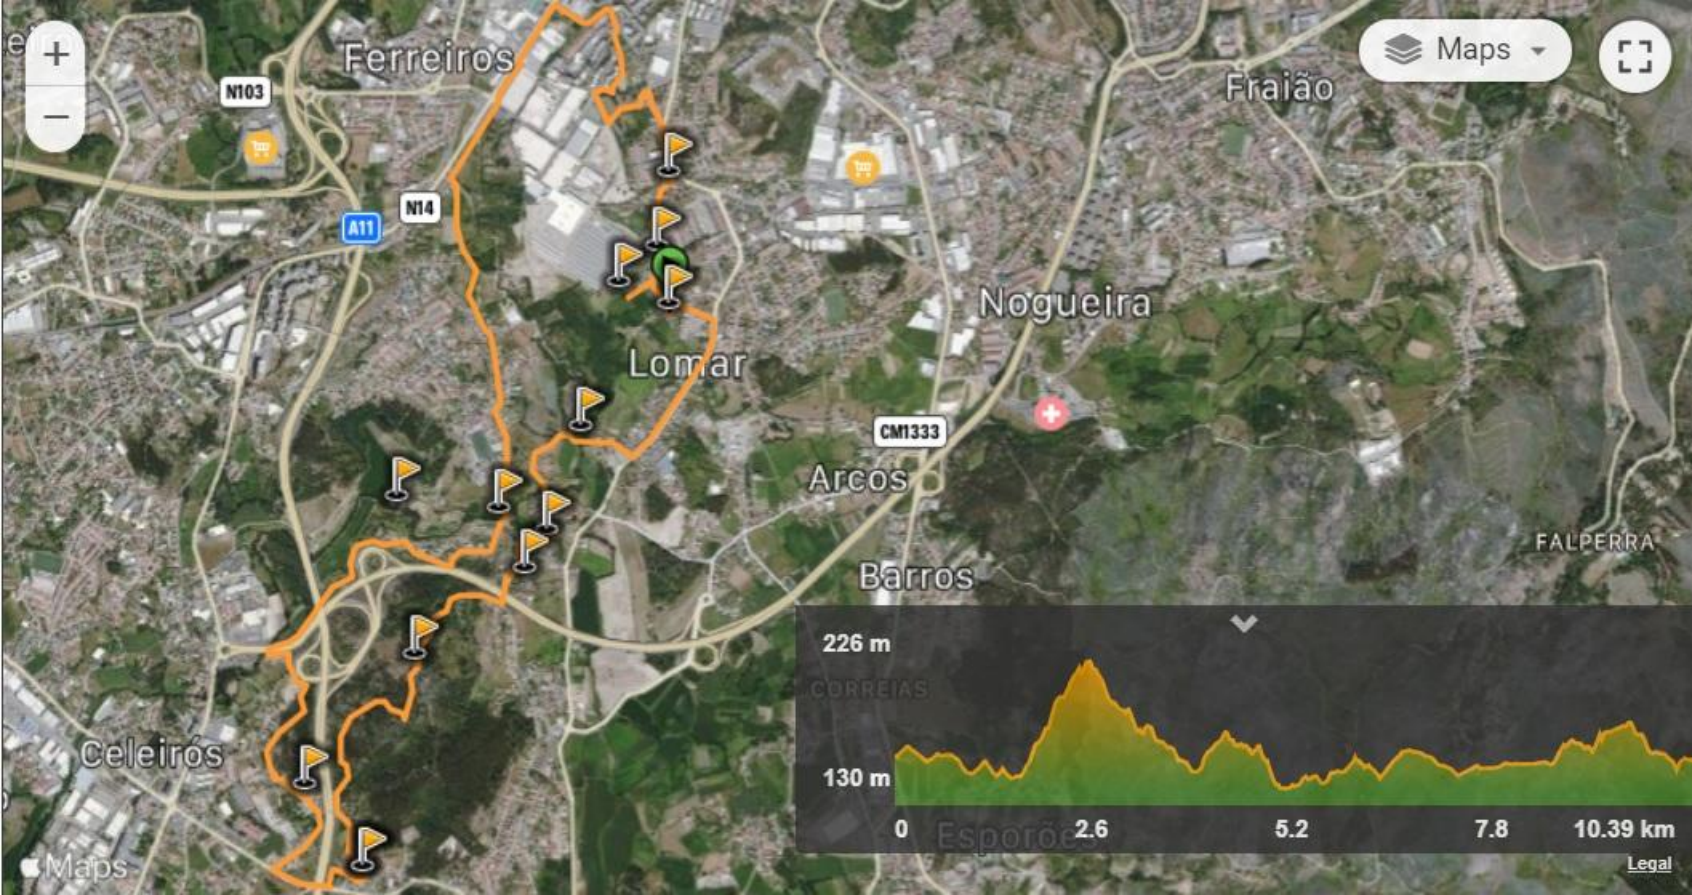 Ferreiros
N103
Maps
Fraião
N14
A11
Nogueira
Lomar
CM1333
Arcos
FALPERRA
Barros
226 m
CORREIAS
Celeirós
130 m
0
2.6
5.2
7.8
10.39 km
Esporões
Maps
Legal